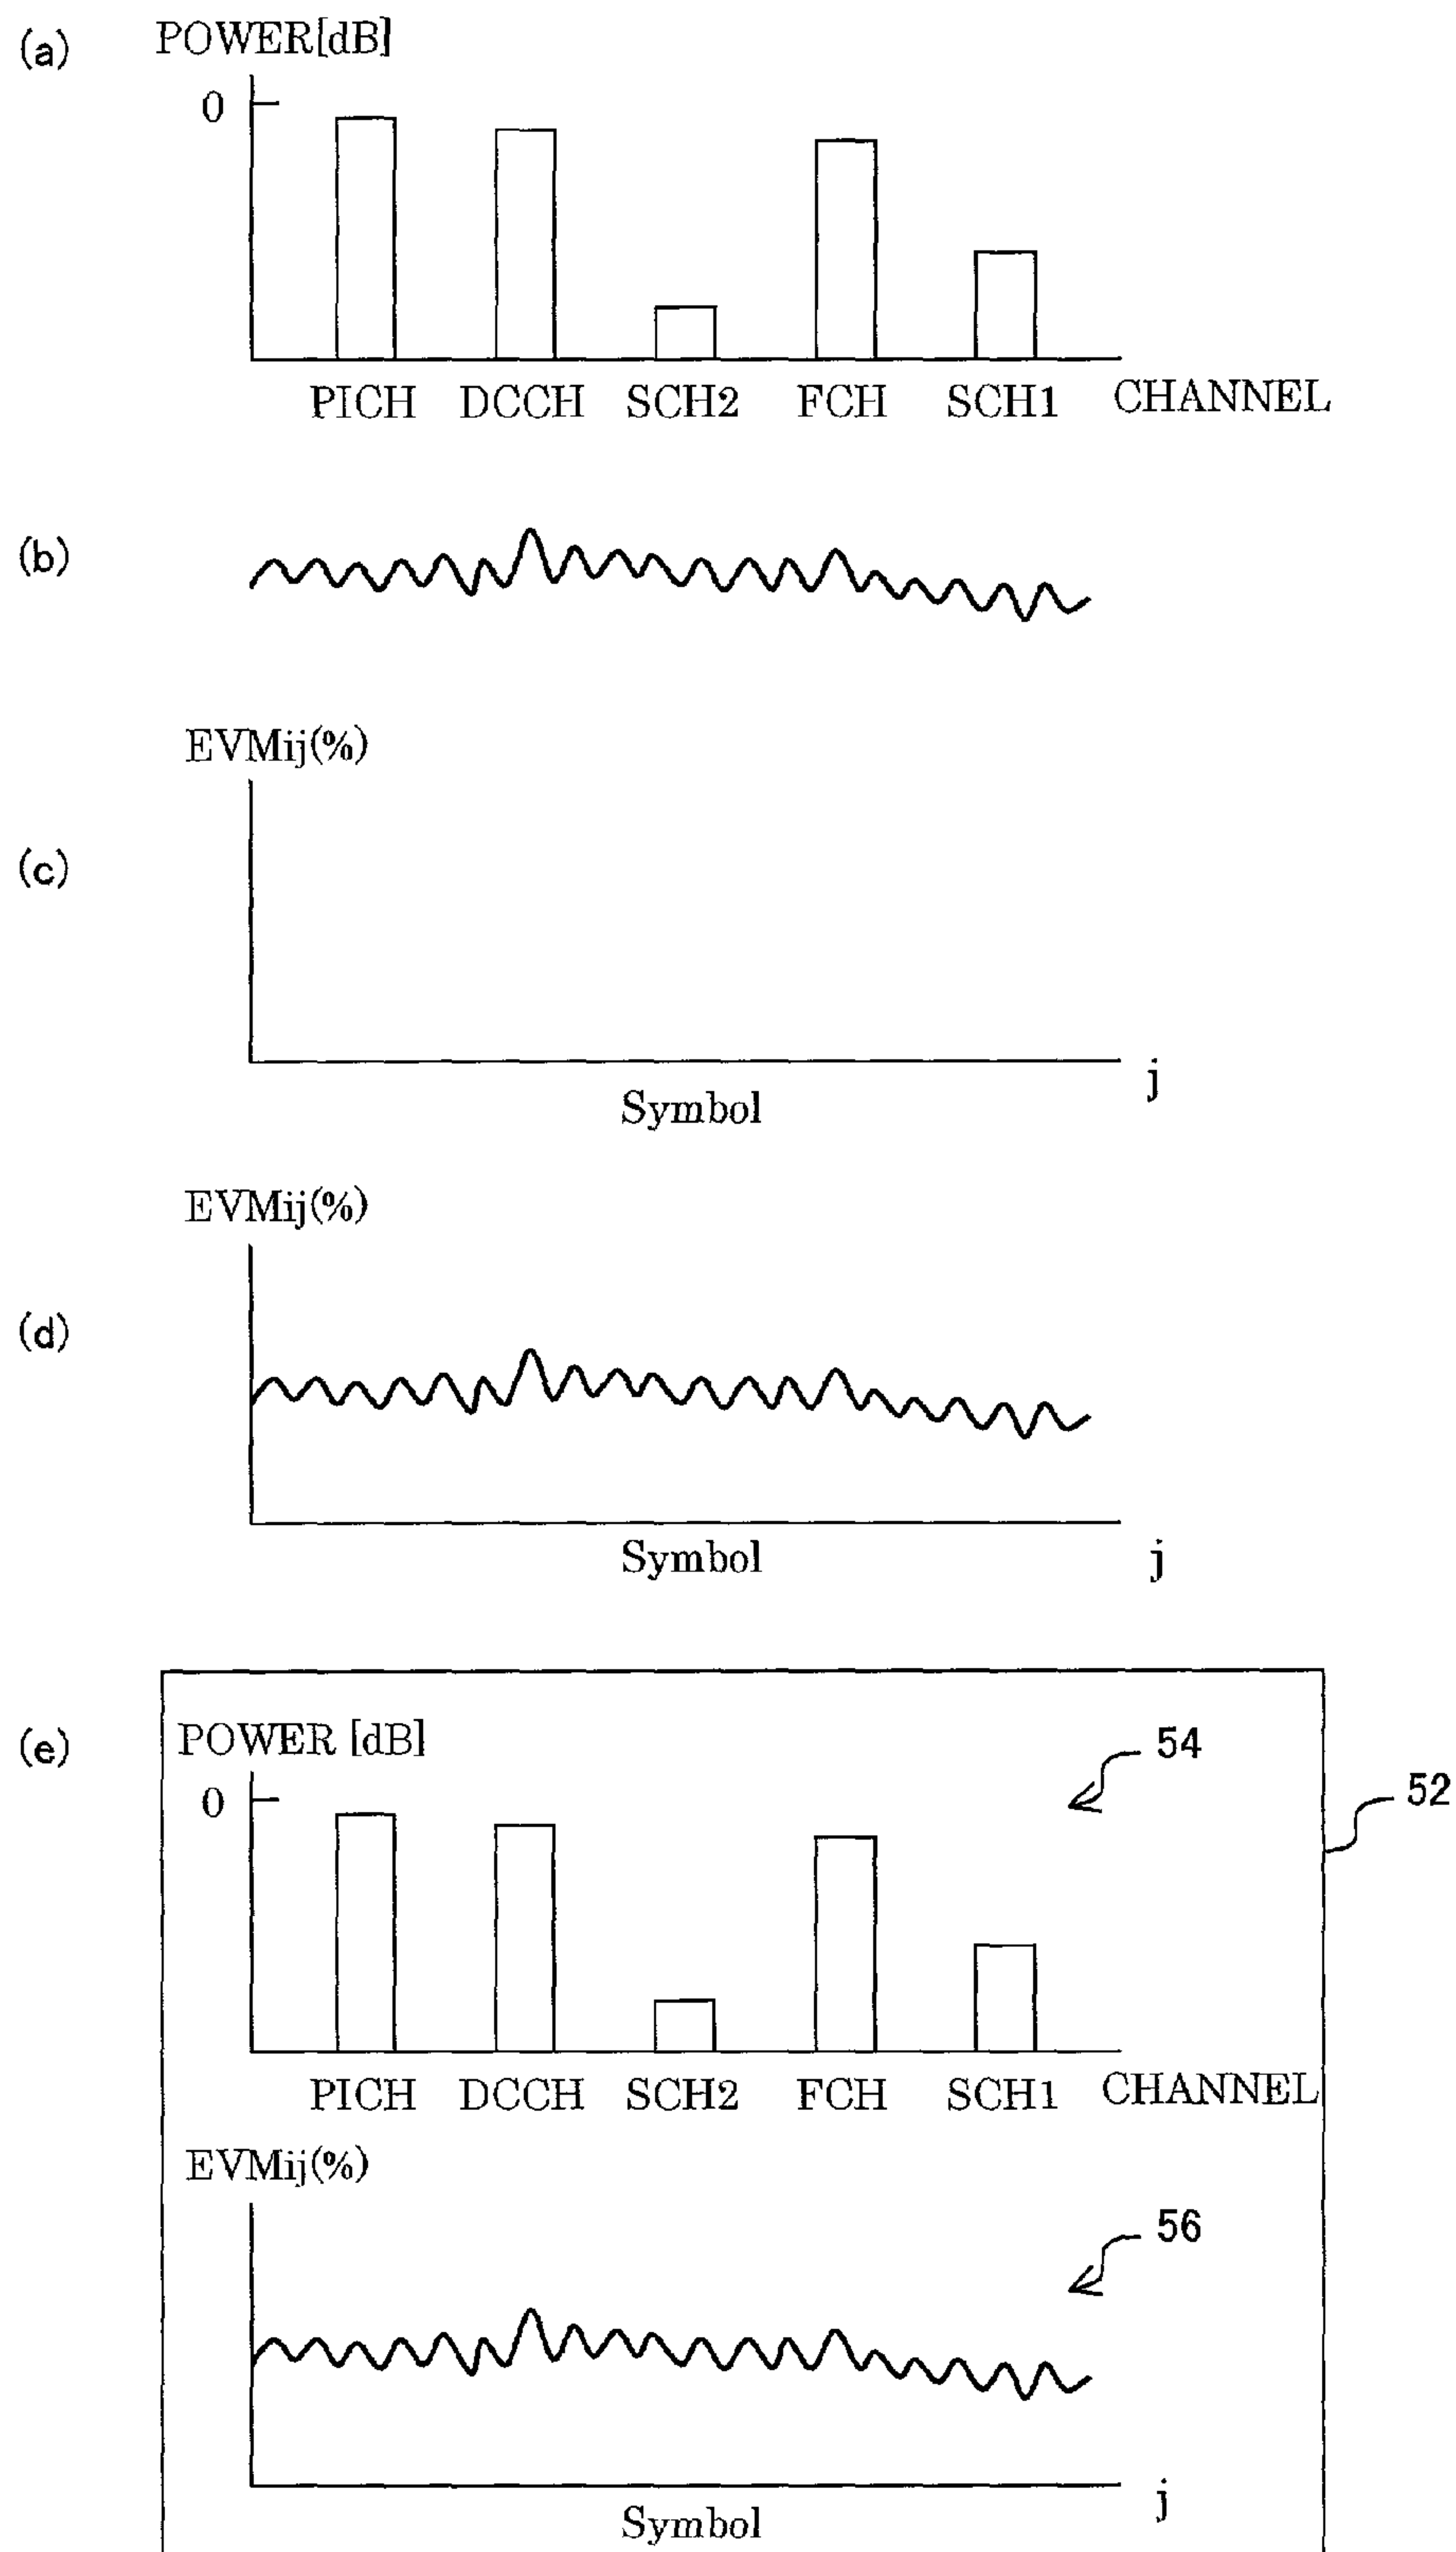 (a)
POWER[dB]
0
PICH DCCH SCH2 FCH SCH1 CHANNEL
(b)
EVMij(%)
(c)
j
Symbol
EVMij(%)
(d)
Symbol j
(e)
POWER [dB]
54
0
52
PICH DCCH SCH2 FCH SCH1 CHANNEL
EVMij(%)
56
j
Symbol